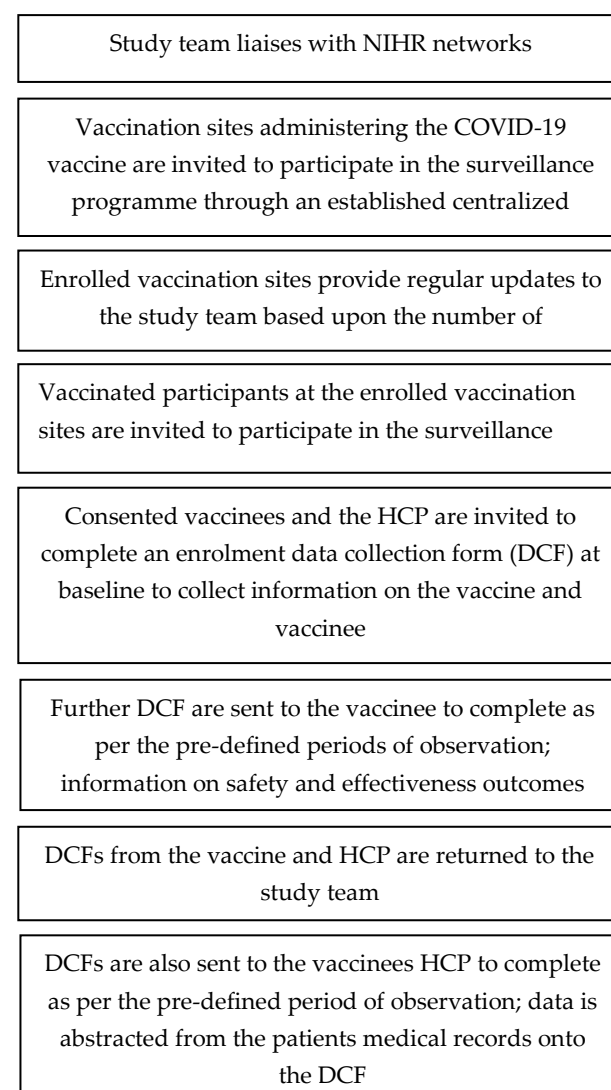 Study team liaises with NIHR networks
Vaccination sites administering the COVID-19
vaccine are invited to participate in the surveillance
programme through an established centralized
Enrolled vaccination sites provide regular updates to
the study team based upon the number of
Vaccinated participants at the enrolled vaccination
sites are invited to participate in the surveillance
Consented vaccinees and the HCP are invited to
complete an enrolment data collection form (DCF) at
baseline to collect information on the vaccine and
vaccinee
Further DCF are sent to the vaccinee to complete as
per the pre-defined periods of observation;
information on safety and effectiveness outcomes
DCFs from the vaccine and HCP are returned to the
study team
DCFs are also sent to the vaccinees HCP to complete
as per the pre-defined period of observation; data is
abstracted from the patients medical records onto
the DCF